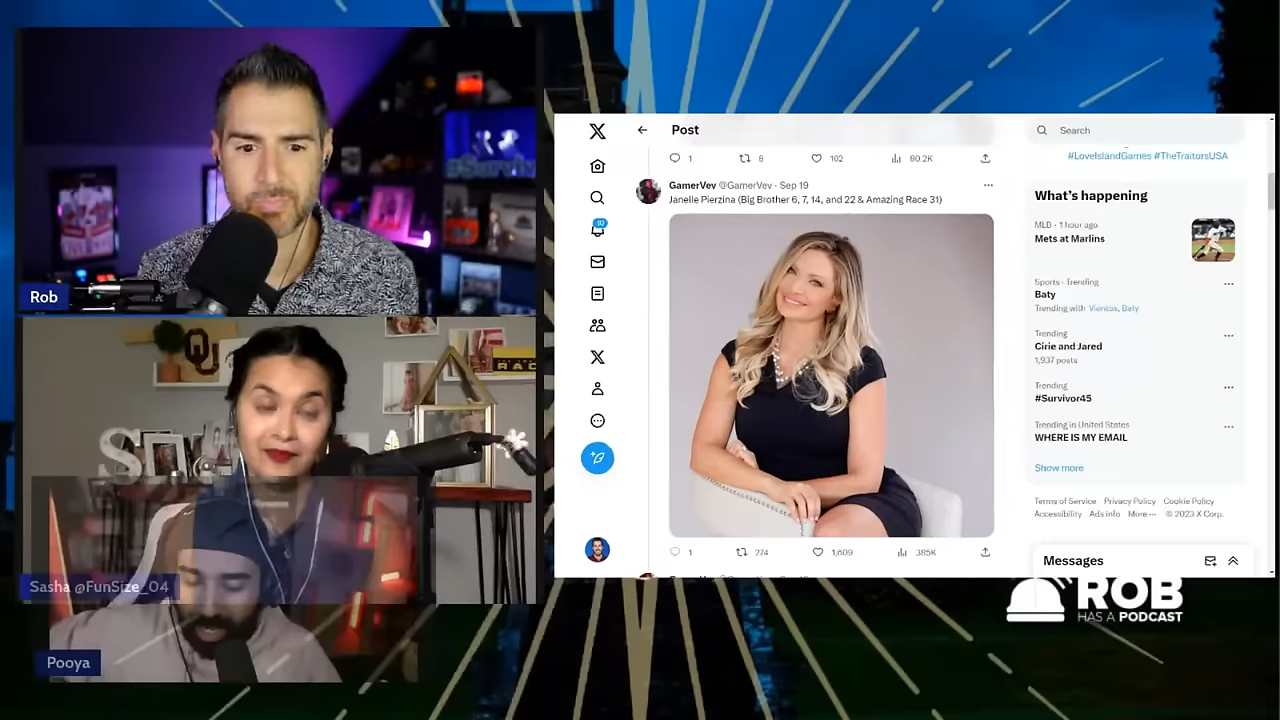 #Surviv
Rob
QU
RAC
S
Sasha @FunSize_04
Pooya
X
Post
Search
1
8
102
80.2K
#LoveIslandGames #TheTraitorsUSA
GamerVev @GamerVev · Sep 19
Janelle Pierzina (Big Brother 6, 7, 14, and 22 & Amazing Race 31)
10
1
274
1,609
385K
What's happening
MLB · 1 hour ago
Mets at Marlins
Sports · Trending
Baty
Trending with Vientos, Baty
Trending
Cirie and Jared
1,937 posts
Trending
#Survivor45
Trending in United States
WHERE IS MY EMAIL
Show more
Terms of Service Privacy Policy Cookie Policy
Accessibility Ads info More ··· © 2023 X Corp.
Messages
ROB
HAS A PODCAST